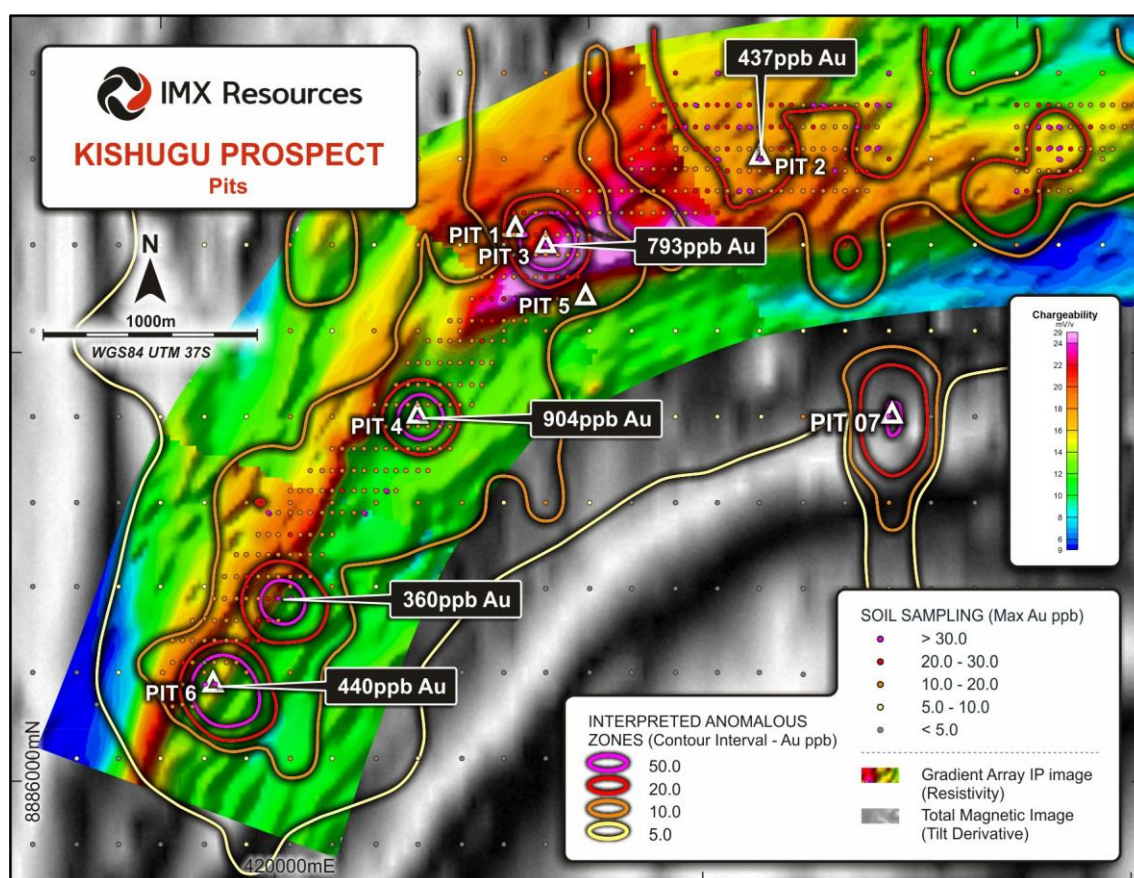 IMX Resources
KISHUGU PROSPECT
Pits
N
1000m
WGS84 UTM 37S
437ppb Au
PIT 2
PIT 1
PIT 3
793ppb Au
PIT 5
PIT 4
904ppb Au
PIT 07
360ppb Au
PIT 6
440ppb Au
8886000mN
420000mE
Chargeability
mV/v
29
24
22
20
18
16
14
12
10
8
6
9
INTERPRETED ANOMALOUS
ZONES (Contour Interval - Au ppb)
50.0
20.0
10.0
5.0
SOIL SAMPLING (Max Au ppb)
> 30.0
20.0 - 30.0
10.0 - 20.0
5.0 - 10.0
< 5.0
Gradient Array IP image
(Resistivity)
Total Magnetic Image
(Tilt Derivative)